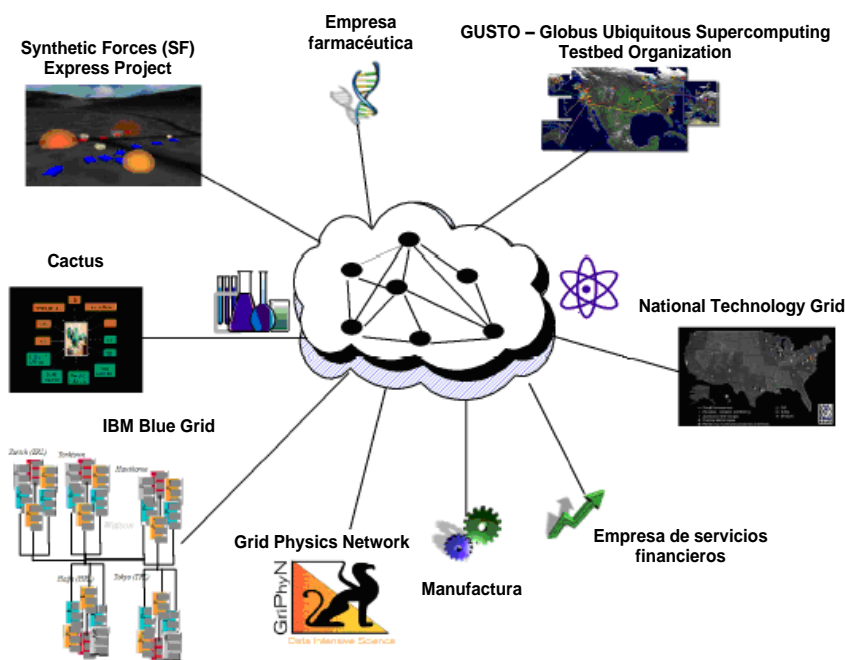 Empresa
farmacéutica
GUSTO – Globus Ubiquitous Supercomputing
Testbed Organization
Synthetic Forces (SF)
Express Project
Cactus
National Technology Grid
IBM Blue Grid
Grid Physics Network
GriPhyN
Data Intensive Science
Manufactura
Empresa de servicios
financieros